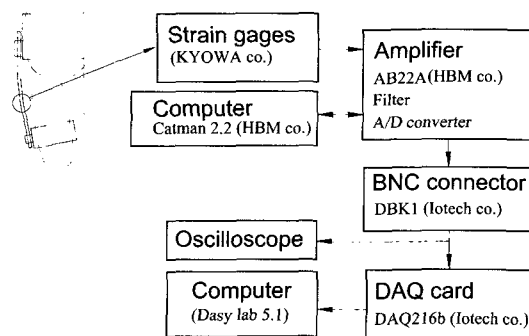 Strain gages
(KYOWA co.)
Amplifier
AB22A(HBM co.)
Filter
A/D converter
Computer
Catman 2.2 (HBM co.)
BNC connector
DBK1 (Iotech co.)
Oscilloscope
Computer
(Dasy lab 5.1)
DAQ card
DAQ216b (Iotech co.)